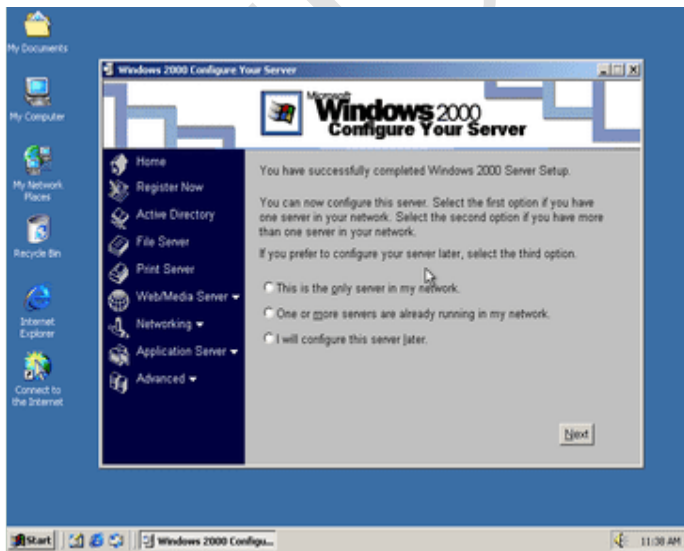 My Documents
My Computer
My Network
Places
Recycle Bin
Internet
Explorer
Connect to
the Internet
Windows 2000 Configure Your Server
Microsoft
Windows 2000
Configure Your Server
Home
Register Now
Active Directory
File Server
Print Server
Web/Media Server
Networking
Application Server
Advanced
You have successfully completed Windows 2000 Server Setup.
You can now configure this server. Select the first option if you have
one server in your network. Select the second option if you have more
than one server in your network.
If you prefer to configure your server later, select the third option.
This is the only server in my network.
One or more servers are already running in my network.
I will configure this server later.
Next
Start
Windows 2000 Configu...
11:38 AM